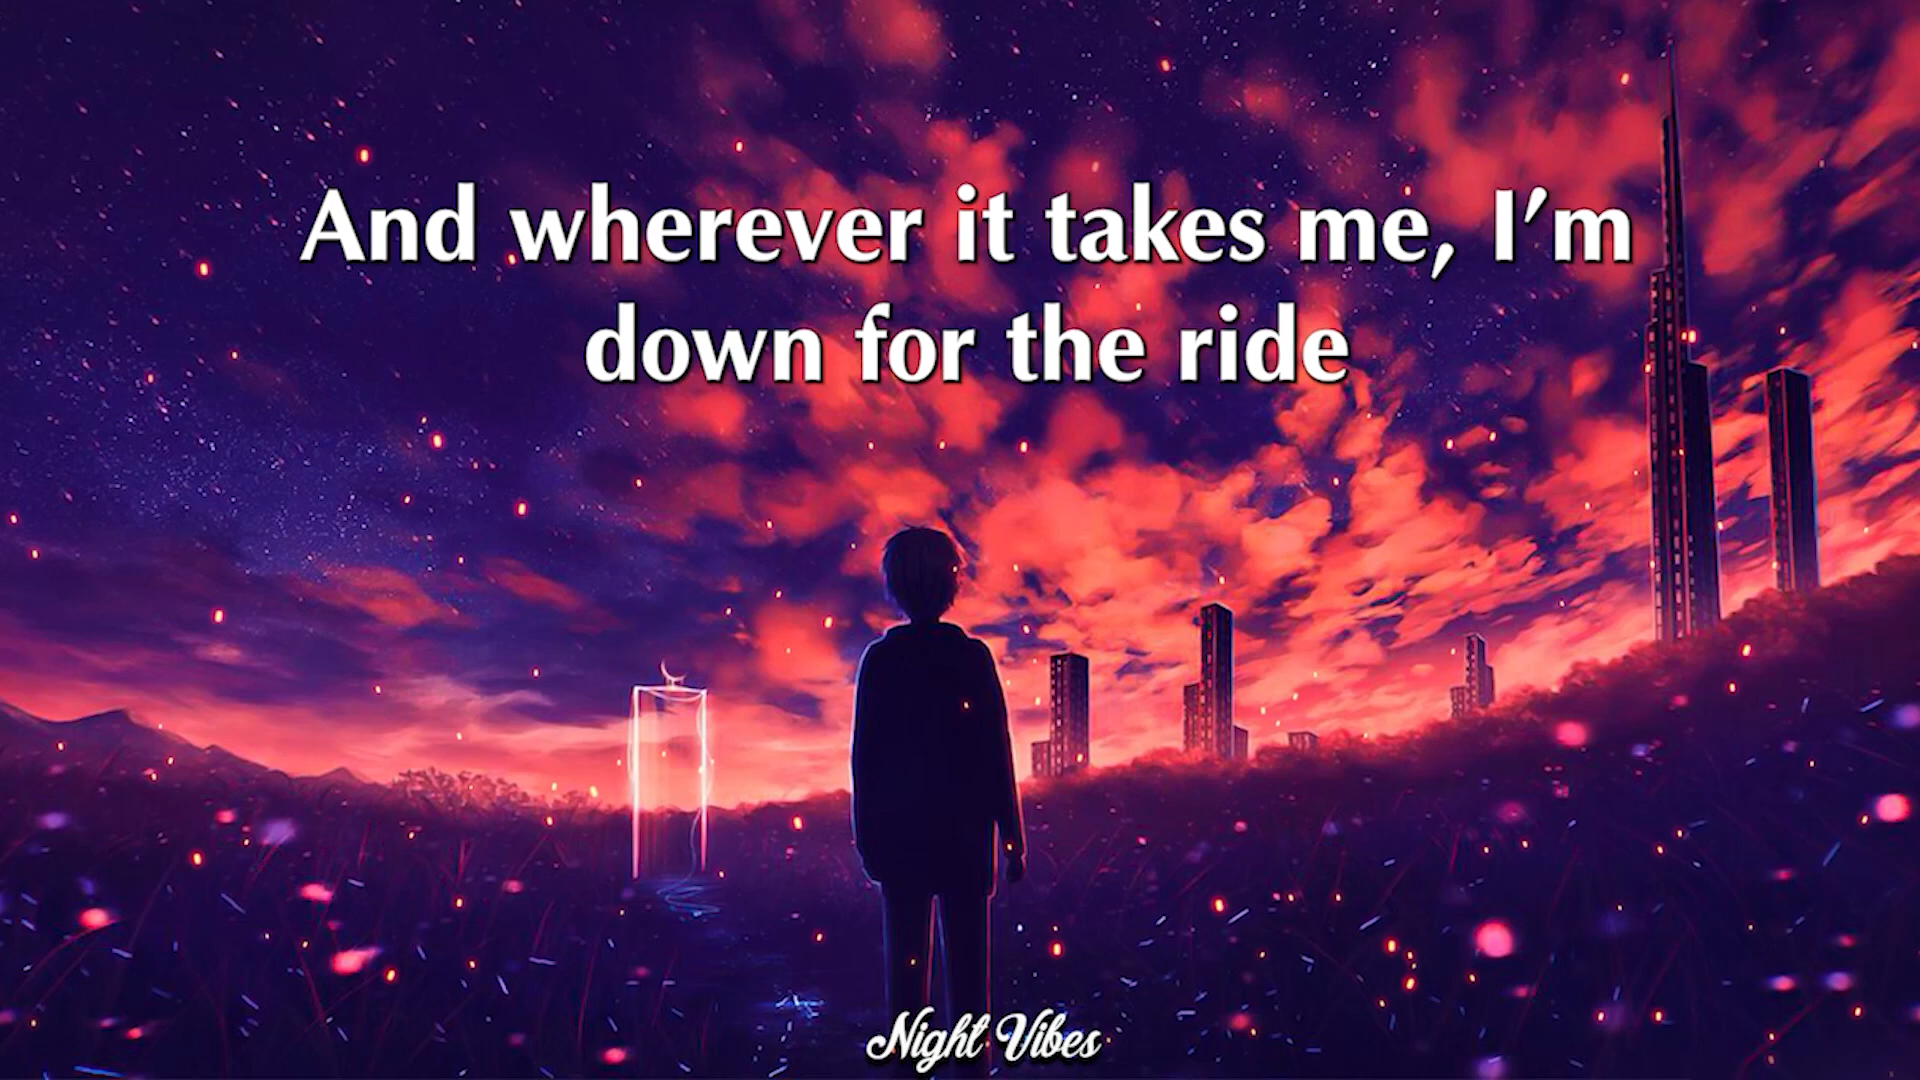 And wherever it takes me, I’m
down for the ride
Night Vibes